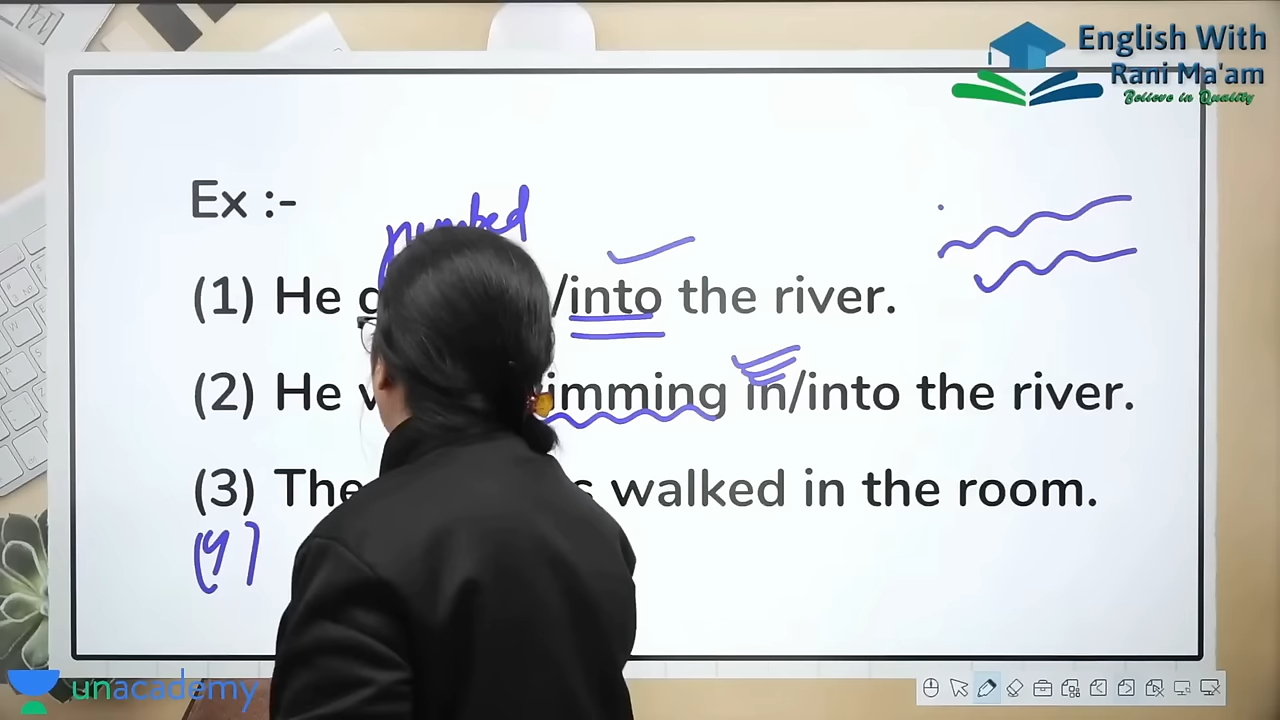 English With
Rani Ma'am
Believe in Quality
Ex :-
jumbed
(1) He /into the river.
(2) He imming in/into the river.
(3) The s walked in the room.
(4)
unacademy